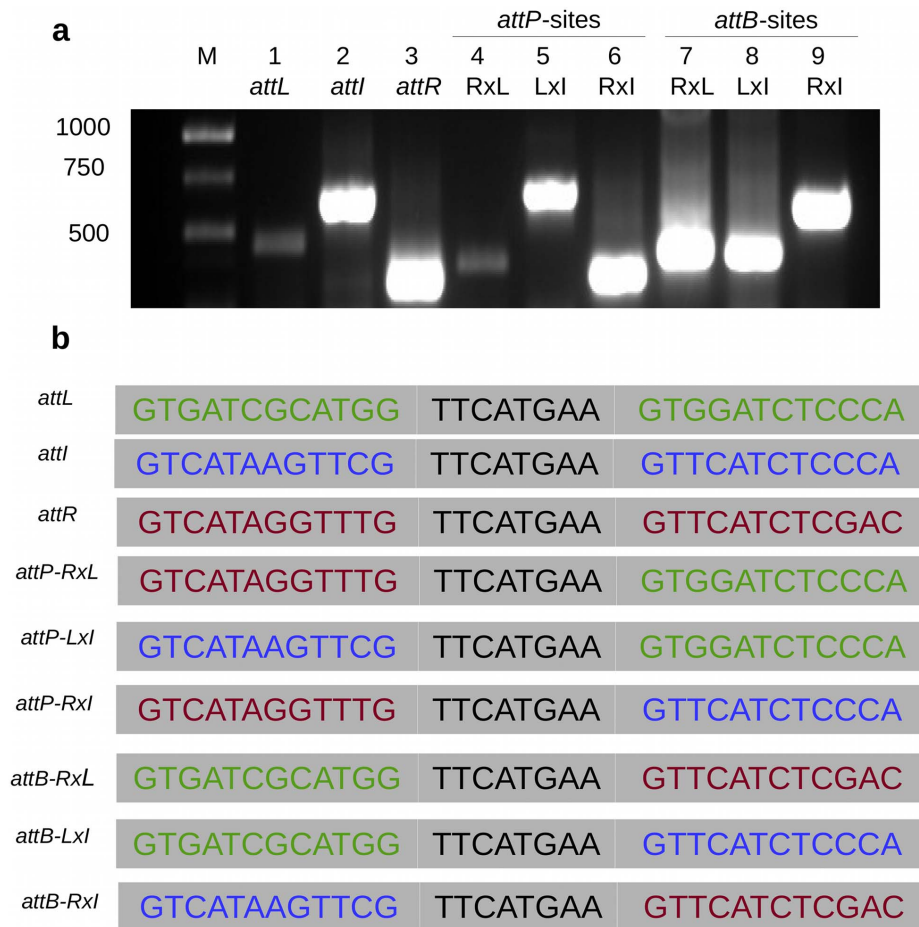 a
attP-sites attB-sites
M 1 2 3 4 5 6 7 8 9
attL attI attR RxL LxI RxI RxL LxI RxI
1000
750
500
b
attL GTGATCGCATGG TTCATGAA GTGGATCTCCCA
attI GTCATAAGTTCG TTCATGAA GTTCATCTCCCA
attR GTCATAGGTTTG TTCATGAA GTTCATCTCGAC
attP-RxL GTCATAGGTTTG TTCATGAA GTGGATCTCCCA
attP-LxI GTCATAAGTTCG TTCATGAA GTGGATCTCCCA
attP-RxI GTCATAGGTTTG TTCATGAA GTTCATCTCCCA
attB-RxL GTGATCGCATGG TTCATGAA GTTCATCTCGAC
attB-LxI GTGATCGCATGG TTCATGAA GTTCATCTCCCA
attB-RxI GTCATAAGTTCG TTCATGAA GTTCATCTCGAC